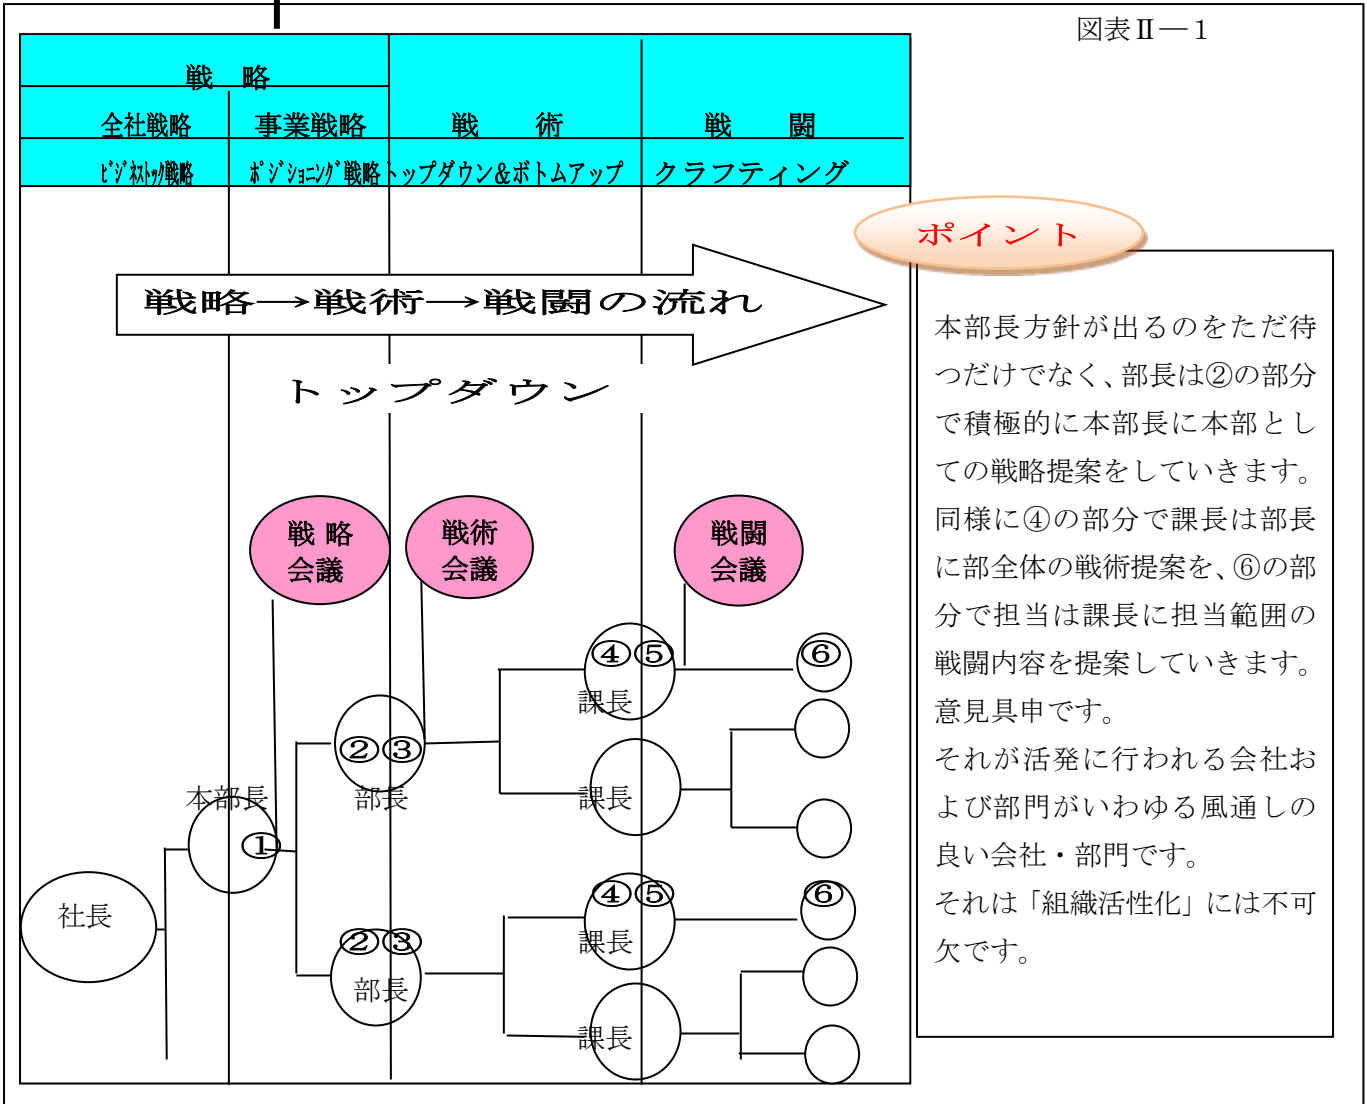 図表Ⅱ―1
戦　略
全社戦略　事業戦略　戦　術　戦　闘
ﾋﾞｼﾞﾈｽﾄｯｸ戦略　ﾎﾟｼﾞｼｮﾆﾝｸﾞ戦略　トップダウン&ボトムアップ　クラフティング
ポイント
戦略→戦術→戦闘の流れ
トップダウン
本部長方針が出るのをただ待
つだけでなく、部長は②の部分
で積極的に本部長に本部とし
ての戦略提案をしていきます。
同様に④の部分で課長は部長
に部全体の戦術提案を、⑥の部
分で担当は課長に担当範囲の
戦闘内容を提案していきます。
意見具申です。
それが活発に行われる会社お
よび部門がいわゆる風通しの
良い会社・部門です。
それは「組織活性化」には不可
欠です。
戦 略
会議
戦術
会議
戦闘
会議
④⑤
⑥
課長
②③
部長
課長
本部長
①
社長
④⑤
⑥
課長
②③
部長
課長